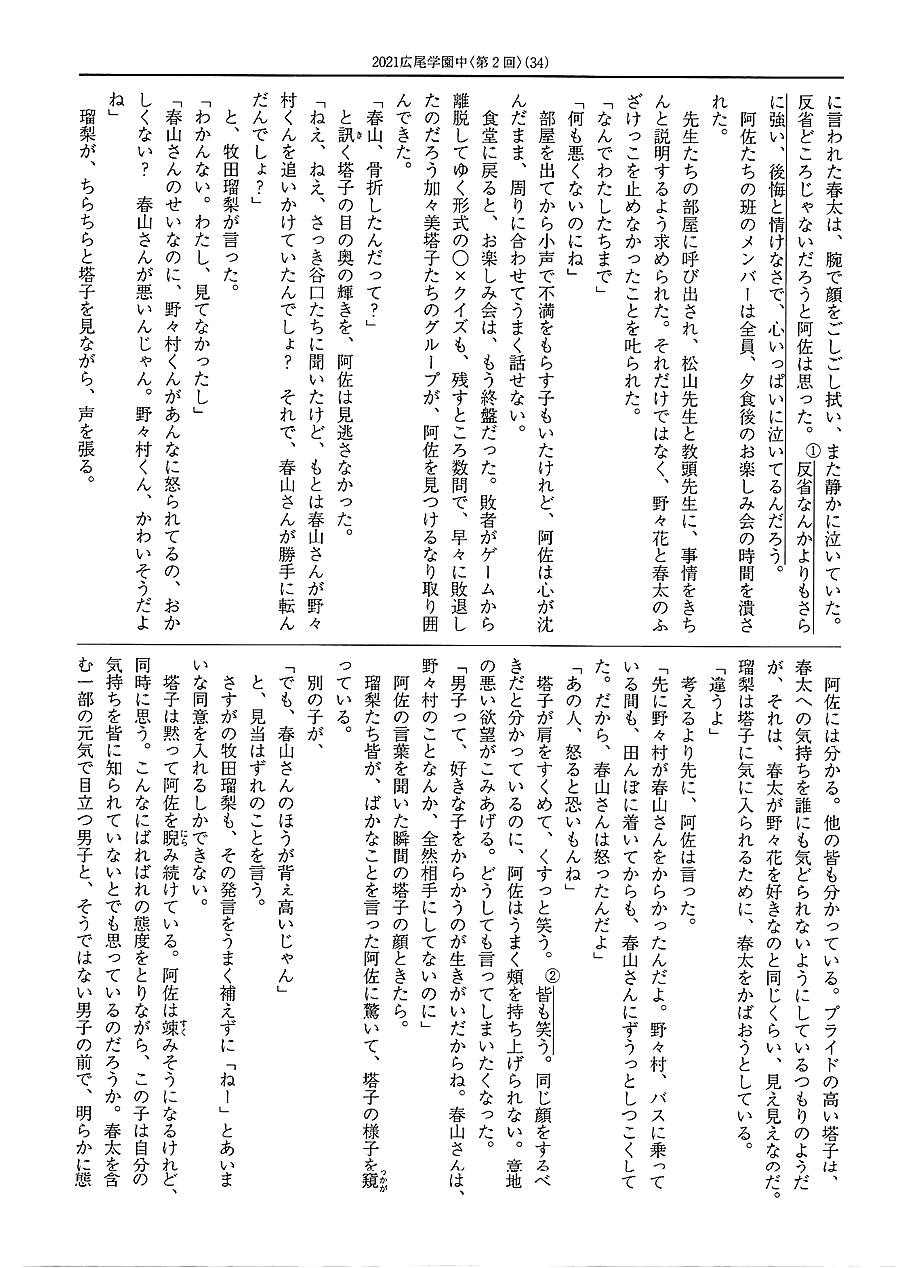 2021広尾学園中〈第2回〉(34)
に言われた春太は、腕で顔をごしごし拭い、また静かに泣いていた。
反省どころじゃないだろうと阿佐は思った。①反省なんかよりもさら
に強い、後悔と情けなさで、心いっぱいに泣いてるんだろう。
阿佐たちの班のメンバーは全員、夕食後のお楽しみ会の時間を潰さ
れた。
先生たちの部屋に呼び出され、松山先生と教頭先生に、事情をきち
んと説明するよう求められた。それだけではなく、野々花と春太のふ
ざけっこを止めなかったことを叱られた。
「なんでわたしたちまで」
「何も悪くないのにね」
部屋を出てから小声で不満をもらす子もいたけれど、阿佐は心が沈
んだまま、周りに合わせてうまく話せない。
食堂に戻ると、お楽しみ会は、もう終盤だった。敗者がゲームから
離脱してゆく形式の〇×クイズも、残すところ数問で、早々に敗退し
たのだろう加々美塔子たちのグループが、阿佐を見つけるなり取り囲
んできた。
「春山、骨折したんだって？」
と訊く塔子の目の奥の輝きを、阿佐は見逃さなかった。
「ねえ、ねえ、さっき谷口たちに聞いたけど、もとは春山さんが野々
村くんを追いかけていたんでしょ？　それで、春山さんが勝手に転ん
だんでしょ？」
と、牧田瑠梨が言った。
「わかんない。わたし、見てなかったし」
「春山さんのせいなのに、野々村くんがあんなに怒られてるの、おか
しくない？　春山さんが悪いんじゃん。野々村くん、かわいそうだよ
ね」
瑠梨が、ちらちらと塔子を見ながら、声を張る。
阿佐には分かる。他の皆も分かっている。プライドの高い塔子は、
春太への気持ちを誰にも気どられないようにしているつもりのようだ
が、それは、春太が野々花を好きなのと同じくらい、見え見えなのだ。
瑠梨は塔子に気に入られるために、春太をかばおうとしている。
「違うよ」
考えるより先に、阿佐は言った。
「先に野々村が春山さんをからかったんだよ。野々村、バスに乗って
いる間も、田んぼに着いてからも、春山さんにずうっとしつこくして
た。だから、春山さんは怒ったんだよ」
「あの人、怒ると恐いもんね」
塔子が肩をすくめて、くすっと笑う。②皆も笑う。同じ顔をするべ
きだと分かっているのに、阿佐はうまく頬を持ち上げられない。意地
の悪い欲望がこみあげる。どうしても言ってしまいたくなった。
「男子って、好きな子をからかうのが生きがいだからね。春山さんは、
野々村のことなんか、全然相手にしてないのに」
阿佐の言葉を聞いた瞬間の塔子の顔ときたら。
瑠梨たち皆が、ばかなことを言った阿佐に驚いて、塔子の様子を窺
っている。
別の子が、
「でも、春山さんのほうが背ぇ高いじゃん」
と、見当はずれのことを言う。
さすがの牧田瑠梨も、その発言をうまく補えずに「ねー」とあいま
いな同意を入れるしかできない。
塔子は黙って阿佐を睨み続けている。阿佐は竦みそうになるけれど、
同時に思う。こんなにばればれの態度をとりながら、この子は自分の
気持ちを皆に知られていないとでも思っているのだろうか。春太を含
む一部の元気で目立つ男子と、そうではない男子の前で、明らかに態